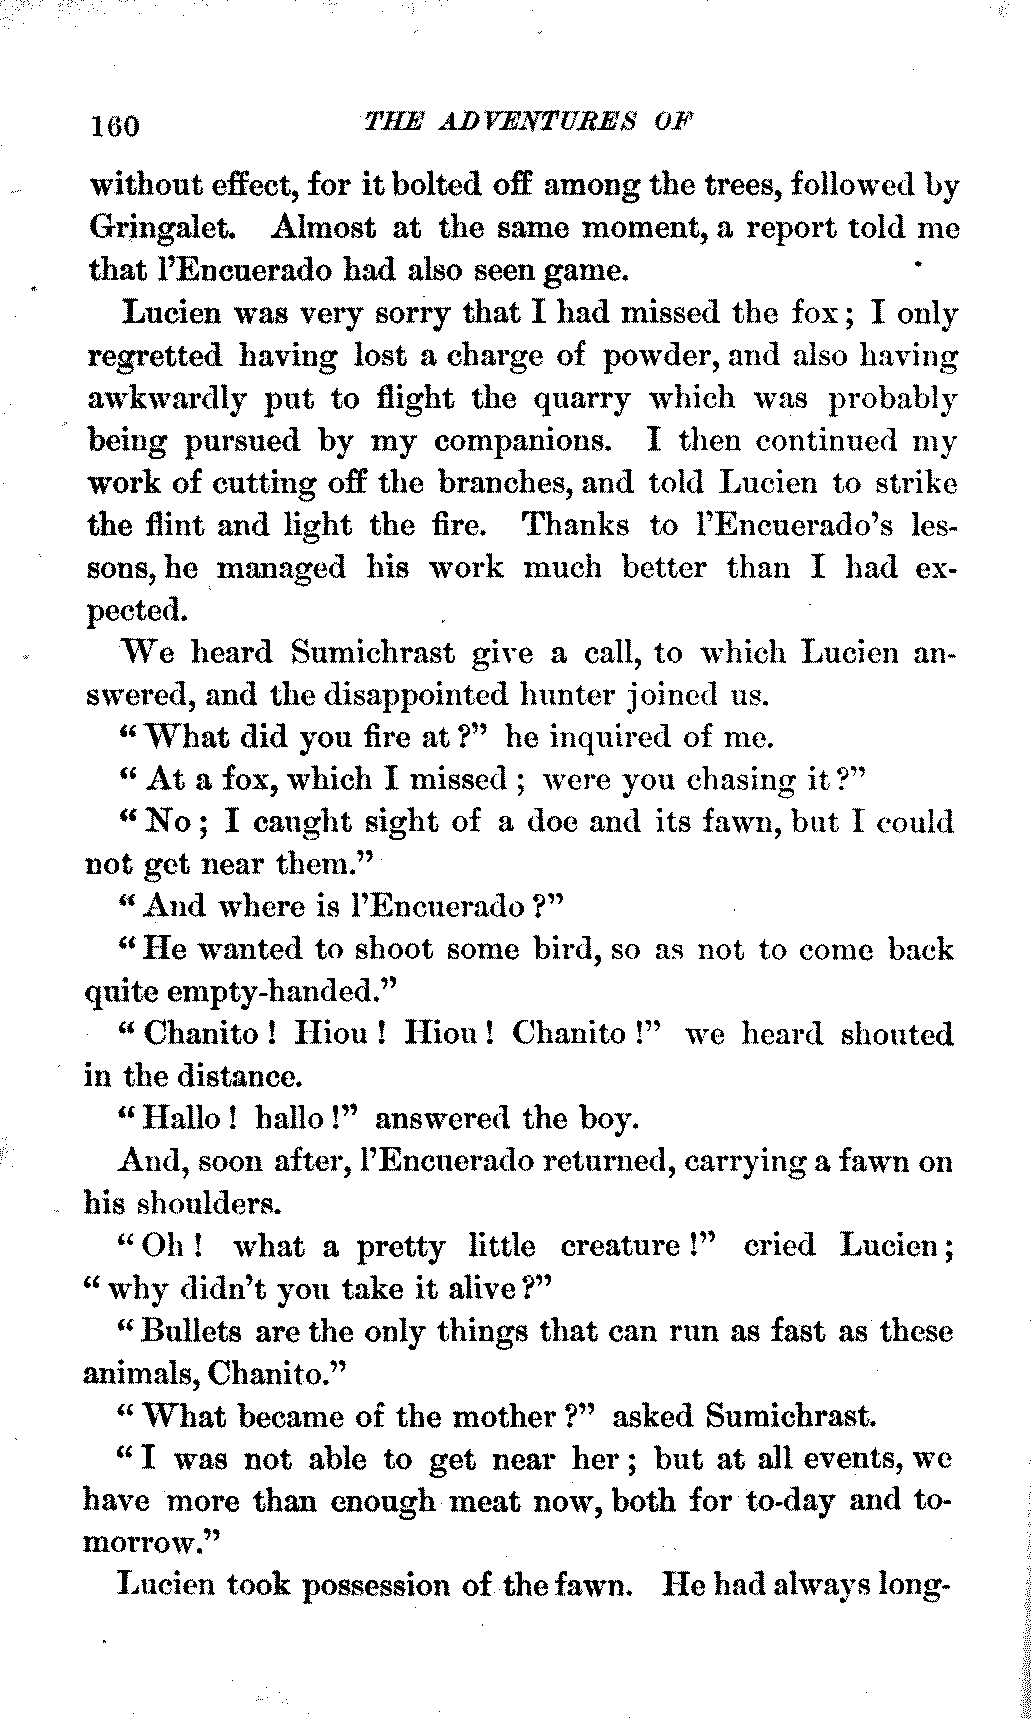 160 THE ADVENTURES OF
without effect, for it bolted off among the trees, followed by
Gringalet. Almost at the same moment, a report told me
that l'Encuerado had also seen game.
Lucien was very sorry that I had missed the fox; I only
regretted having lost a charge of powder, and also having
awkwardly put to flight the quarry which was probably
being pursued by my companions. I then continued my
work of cutting off the branches, and told Lucien to strike
the flint and light the fire. Thanks to l'Encuerado's les-
sons, he managed his work much better than I had ex-
pected.
We heard Sumichrast give a call, to which Lucien an-
swered, and the disappointed hunter joined us.
"What did you fire at?" he inquired of me.
"At a fox, which I missed; were you chasing it?"
"No; I caught sight of a doe and its fawn, but I could
not get near them."
"And where is l'Encuerado?"
"He wanted to shoot some bird, so as not to come back
quite empty-handed."
"Chanito! Hiou! Hiou! Chanito!" we heard shouted
in the distance.
"Hallo! hallo!" answered the boy.
And, soon after, l'Encuerado returned, carrying a fawn on
his shoulders.
"Oh! what a pretty little creature!" cried Lucien;
"why didn't you take it alive?"
"Bullets are the only things that can run as fast as these
animals, Chanito."
"What became of the mother?" asked Sumichrast.
"I was not able to get near her; but at all events, we
have more than enough meat now, both for to-day and to-
morrow."
Lucien took possession of the fawn. He had always long-